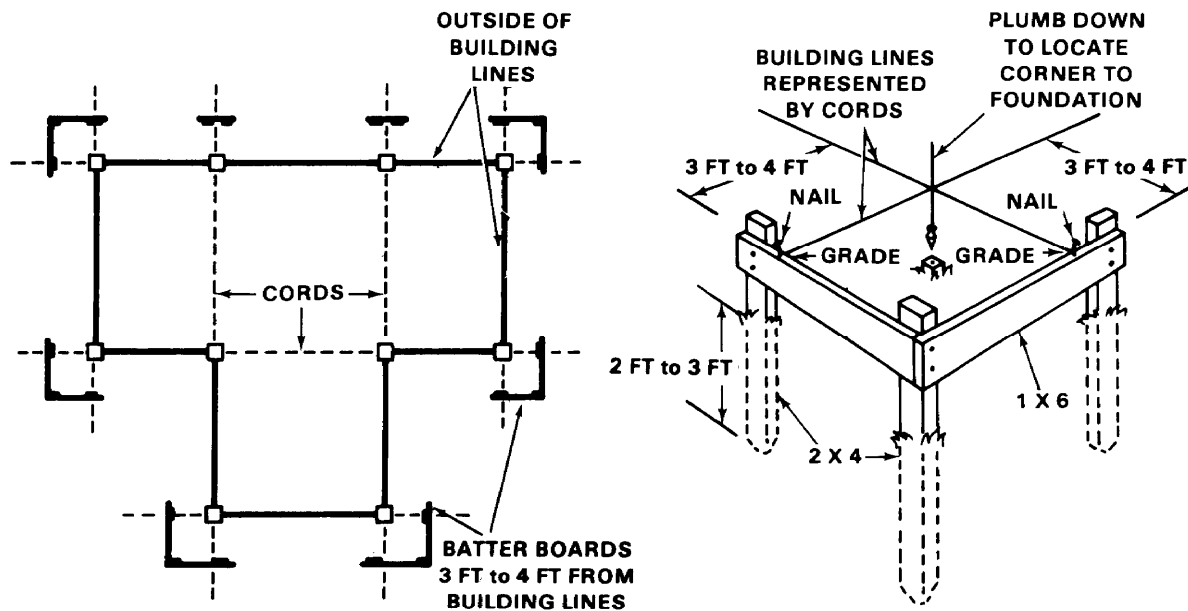 OUTSIDE OF
BUILDING
LINES
CORDS
BATTER BOARDS
3 FT to 4 FT FROM
BUILDING LINES
BUILDING LINES
REPRESENTED
BY CORDS
PLUMB DOWN
TO LOCATE
CORNER TO
FOUNDATION
3 FT to 4 FT
3 FT to 4 FT
NAIL
NAIL
GRADE
GRADE
2 FT to 3 FT
1 X 6
2 X 4